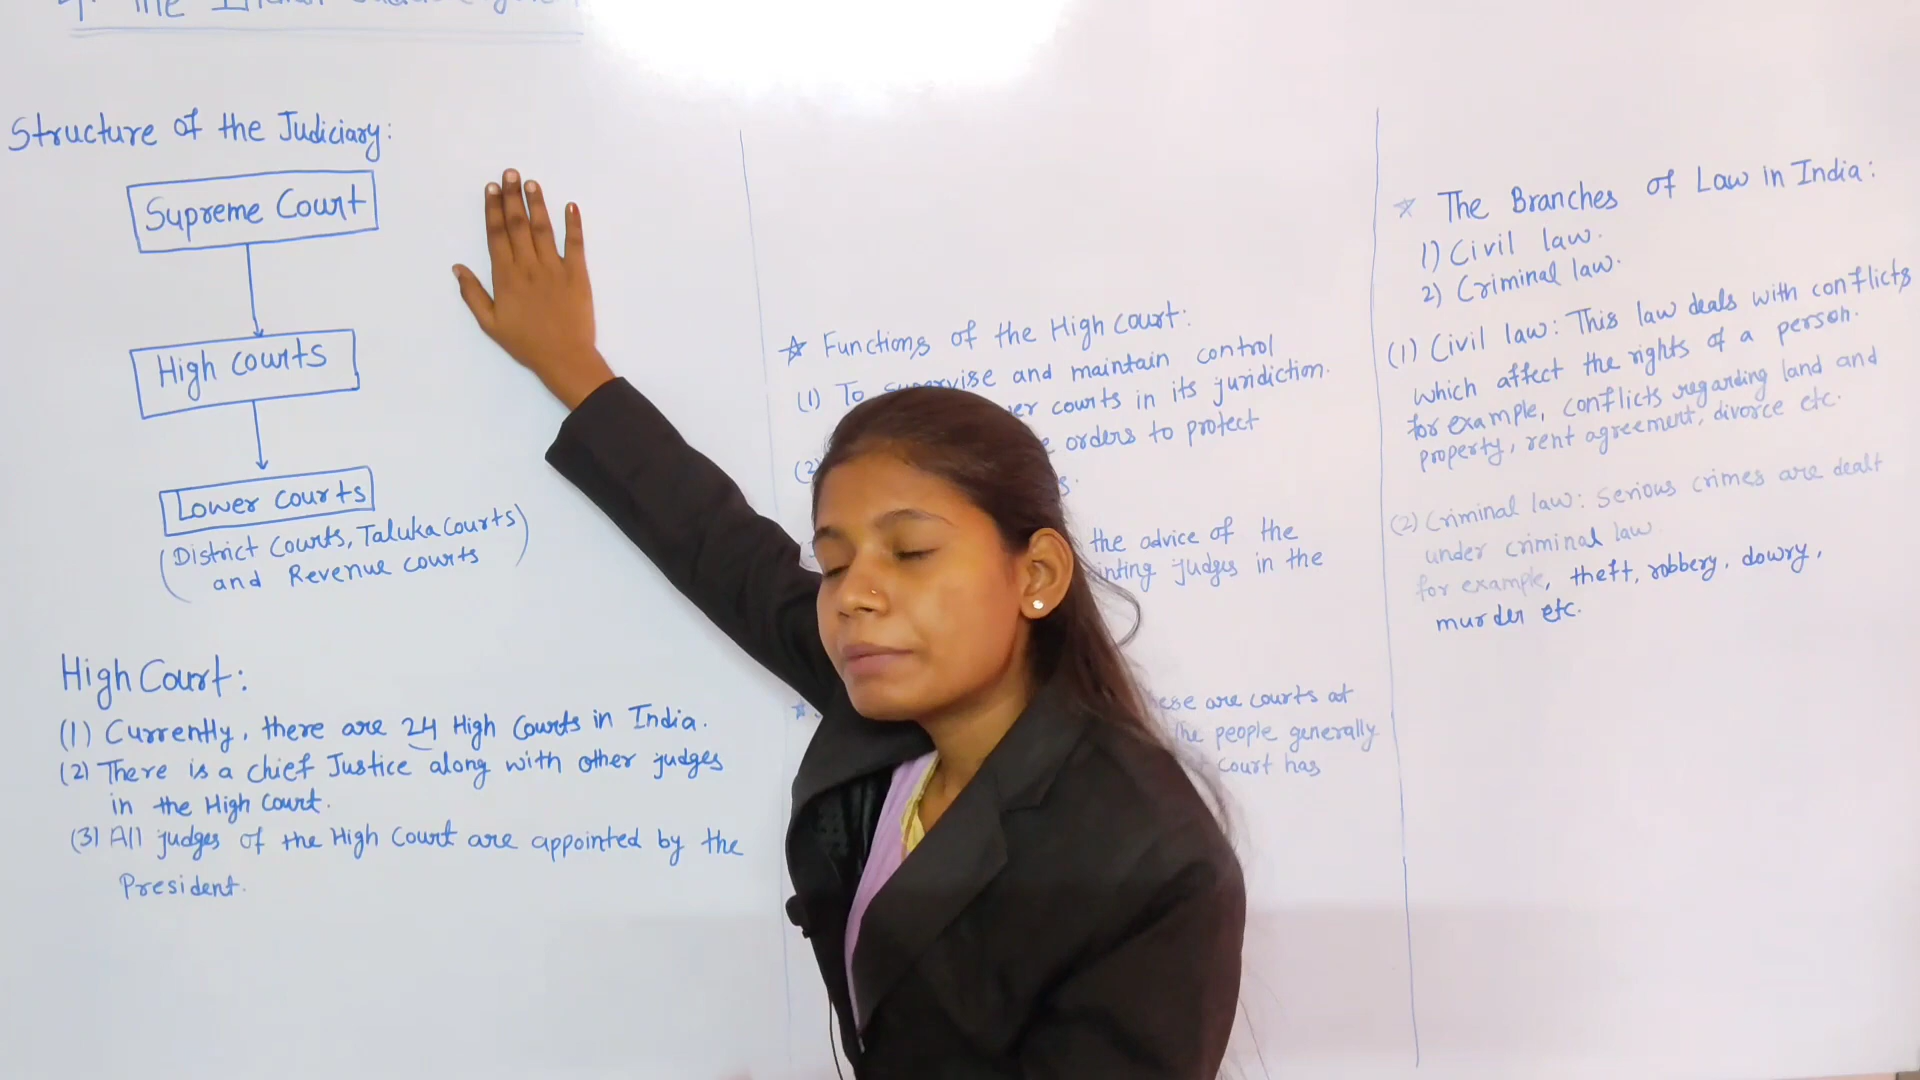 Structure of the Judiciary:
Supreme Court
High courts
Lower courts
(District Courts, Taluka Courts
and Revenue courts)
High Court:
(1) Currently, there are 24 High Courts in India.
(2) There is a chief Justice along with other judges
in the High Court.
(3) All judges of the High Court are appointed by the
President.
☆ Functions of the High court:
(1) To supervise and maintain control
courts in its juridiction.
(2) orders to protect
the advice of the
judges in the
are courts at
the people generally
court has
☆ The Branches of Law in India:
1) Civil law.
2) Criminal law.
(1) Civil law: This law deals with conflicts
which affect the rights of a person.
for example, conflicts regarding land and
property, rent agreement, divorce etc.
(2) Criminal law: Serious crimes are dealt
under criminal law.
for example, theft, robbery, dowry,
murder etc.